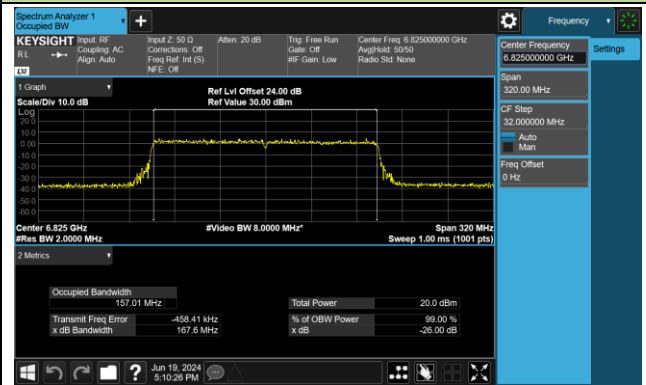 Spectrum Analyzer 1
Occupied BW
Frequency
KEYSIGHT
RL
Input: RF
Coupling: AC
Align: Auto
Input Z: 50 Ω
Corrections: Off
Freq Ref: Int (S)
NFE: Off
Atten: 20 dB
Trig: Free Run
Gate: Off
#IF Gain: Low
Center Freq: 6.825000000 GHz
Avg|Hold: 50/50
Radio Std: None
LXI
1 Graph
Scale/Div 10.0 dB
Ref Lvl Offset 24.00 dB
Ref Value 30.00 dBm
Log
20.0
10.0
0.00
-10.0
-20.0
-30.0
-40.0
-50.0
-60.0
Center 6.825 GHz
#Res BW 2.0000 MHz
#Video BW 8.0000 MHz*
Span 320 MHz
Sweep 1.00 ms (1001 pts)
2 Metrics
Occupied Bandwidth
157.01 MHz
Transmit Freq Error -458.41 kHz
x dB Bandwidth 167.6 MHz
Total Power 20.0 dBm
% of OBW Power 99.00 %
x dB -26.00 dB
Center Frequency
6.825000000 GHz
Settings
Span
320.00 MHz
CF Step
32.000000 MHz
Auto
Man
Freq Offset
0 Hz
?
Jun 19, 2024
5:10:26 PM